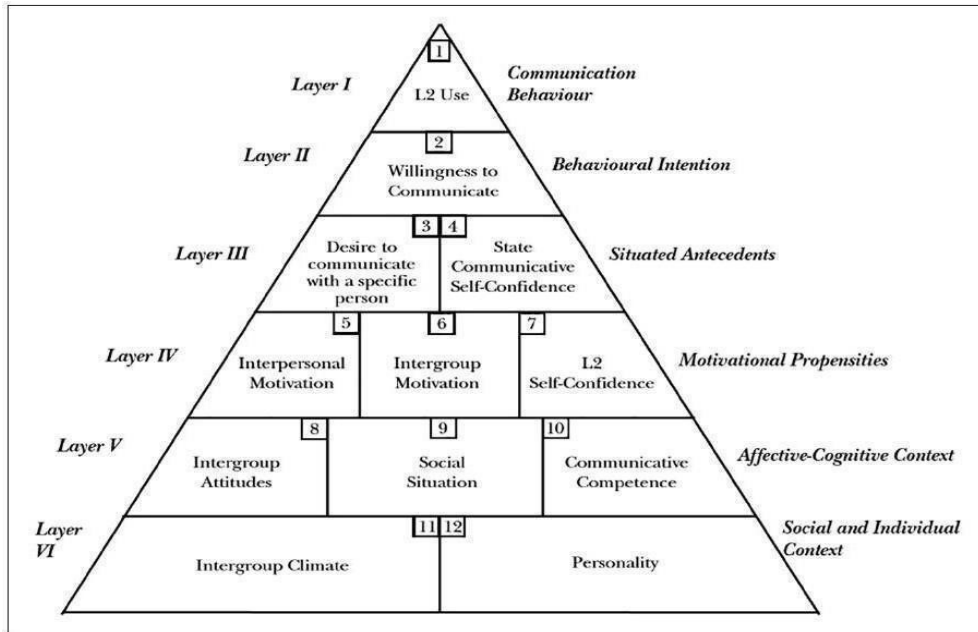 1
Layer I
L2 Use
Communication
Behaviour
Layer II
2
Willingness to
Communicate
Behavioural Intention
Layer III
3
4
Desire to
communicate
with a specific
person
State
Communicative
Self-Confidence
Situated Antecedents
Layer IV
5
6
7
Interpersonal
Motivation
Intergroup
Motivation
L2
Self-Confidence
Motivational Propensities
Layer V
8
9
10
Intergroup
Attitudes
Social
Situation
Communicative
Competence
Affective-Cognitive Context
Layer
VI
11
12
Intergroup Climate
Personality
Social and Individual
Context